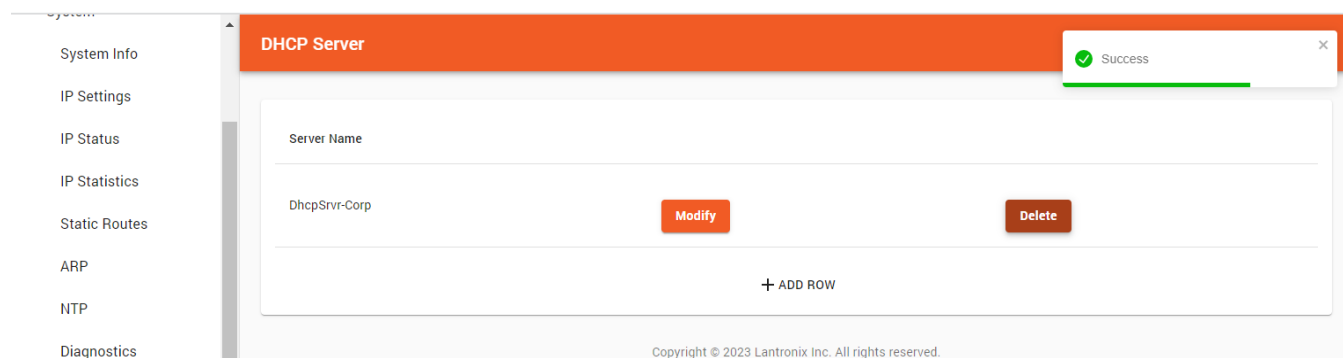 System
System Info
IP Settings
IP Status
IP Statistics
Static Routes
ARP
NTP
Diagnostics
DHCP Server
Success
Server Name
DhcpSrvr-Corp
Modify
Delete
+ ADD ROW
Copyright © 2023 Lantronix Inc. All rights reserved.